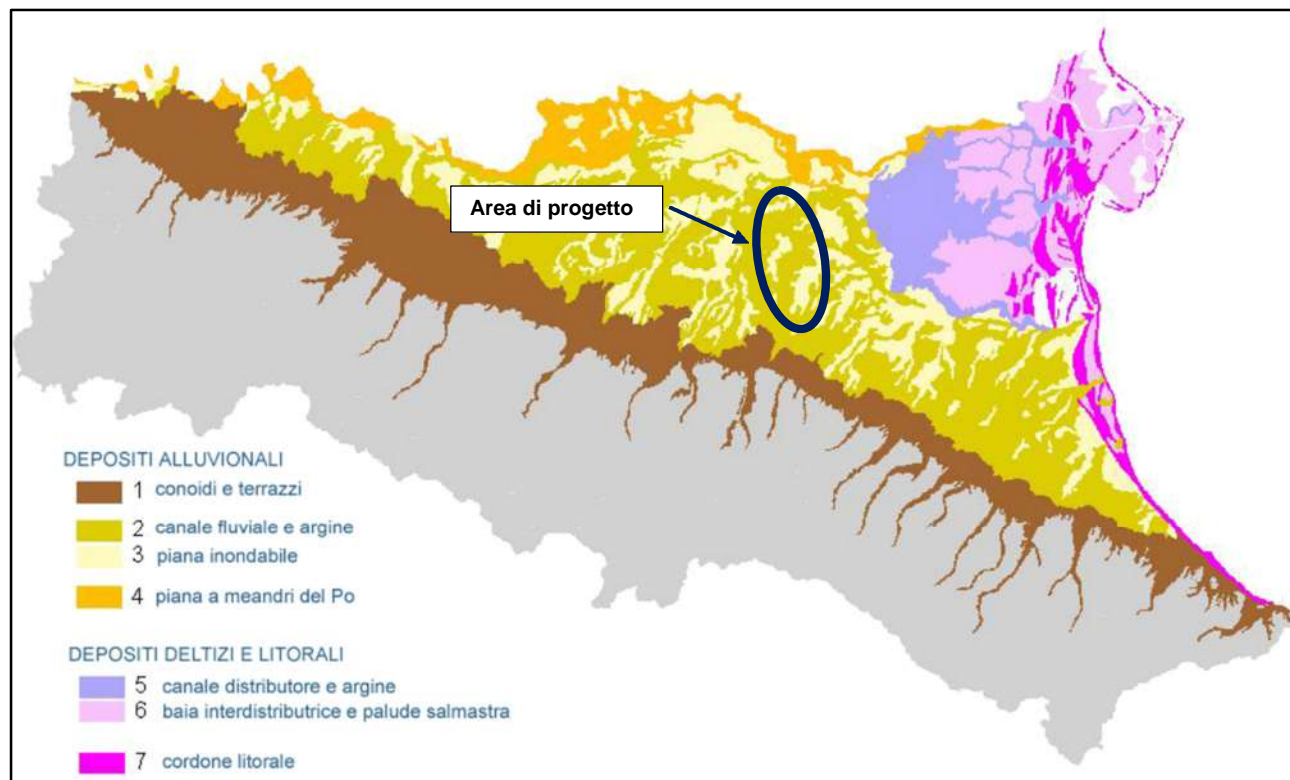 Area di progetto
DEPOSITI ALLUVIONALI
1 conoidi e terrazzi
2 canale fluviale e argine
3 piana inondabile
4 piana a meandri del Po
DEPOSITI DELTIZI E LITORALI
5 canale distributore e argine
6 baia interdistributrice e palude salmastra
7 cordone litorale